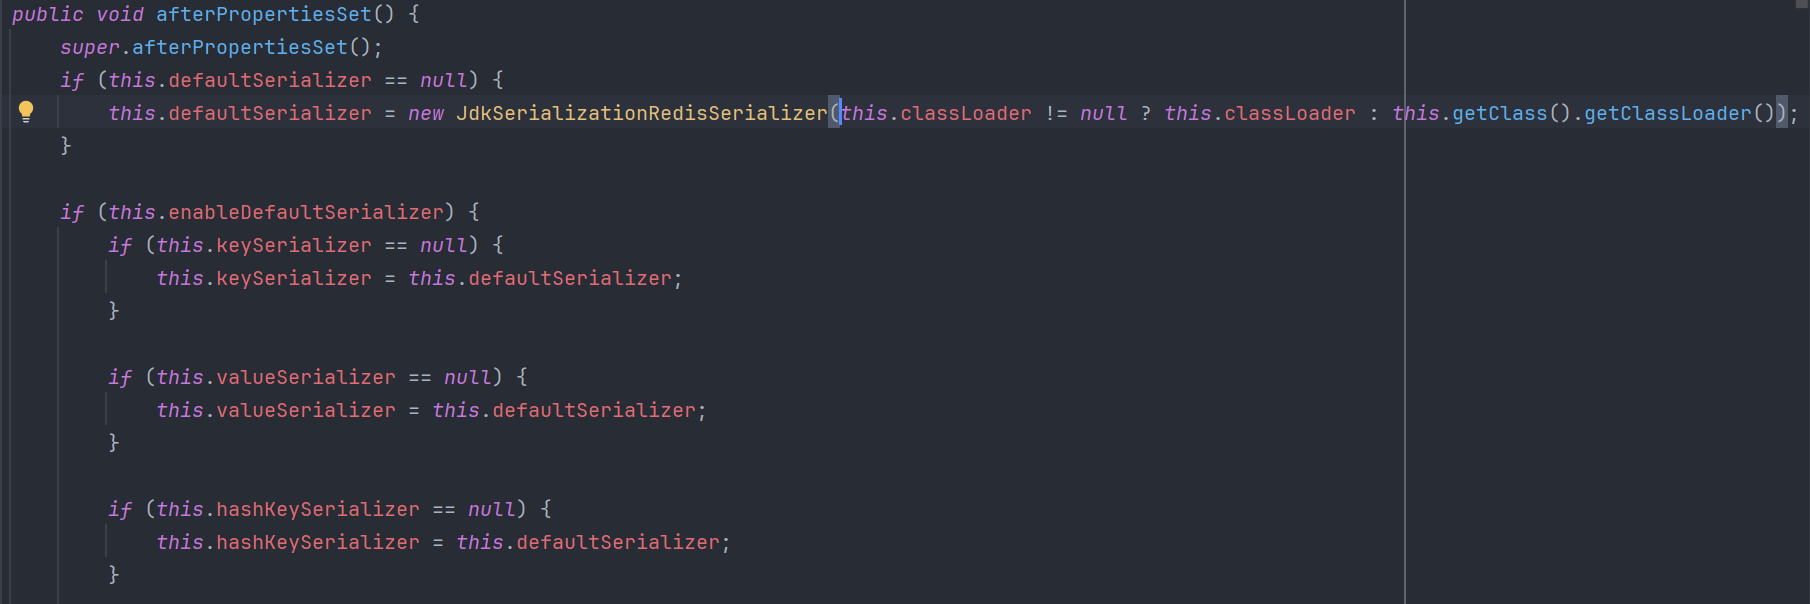 public void afterPropertiesSet() {
super.afterPropertiesSet();
if (this.defaultSerializer == null) {
this.defaultSerializer = new JdkSerializationRedisSerializer(this.classLoader != null ? this.classLoader : this.getClass().getClassLoader());
}
if (this.enableDefaultSerializer) {
if (this.keySerializer == null) {
this.keySerializer = this.defaultSerializer;
}
if (this.valueSerializer == null) {
this.valueSerializer = this.defaultSerializer;
}
if (this.hashKeySerializer == null) {
this.hashKeySerializer = this.defaultSerializer;
}